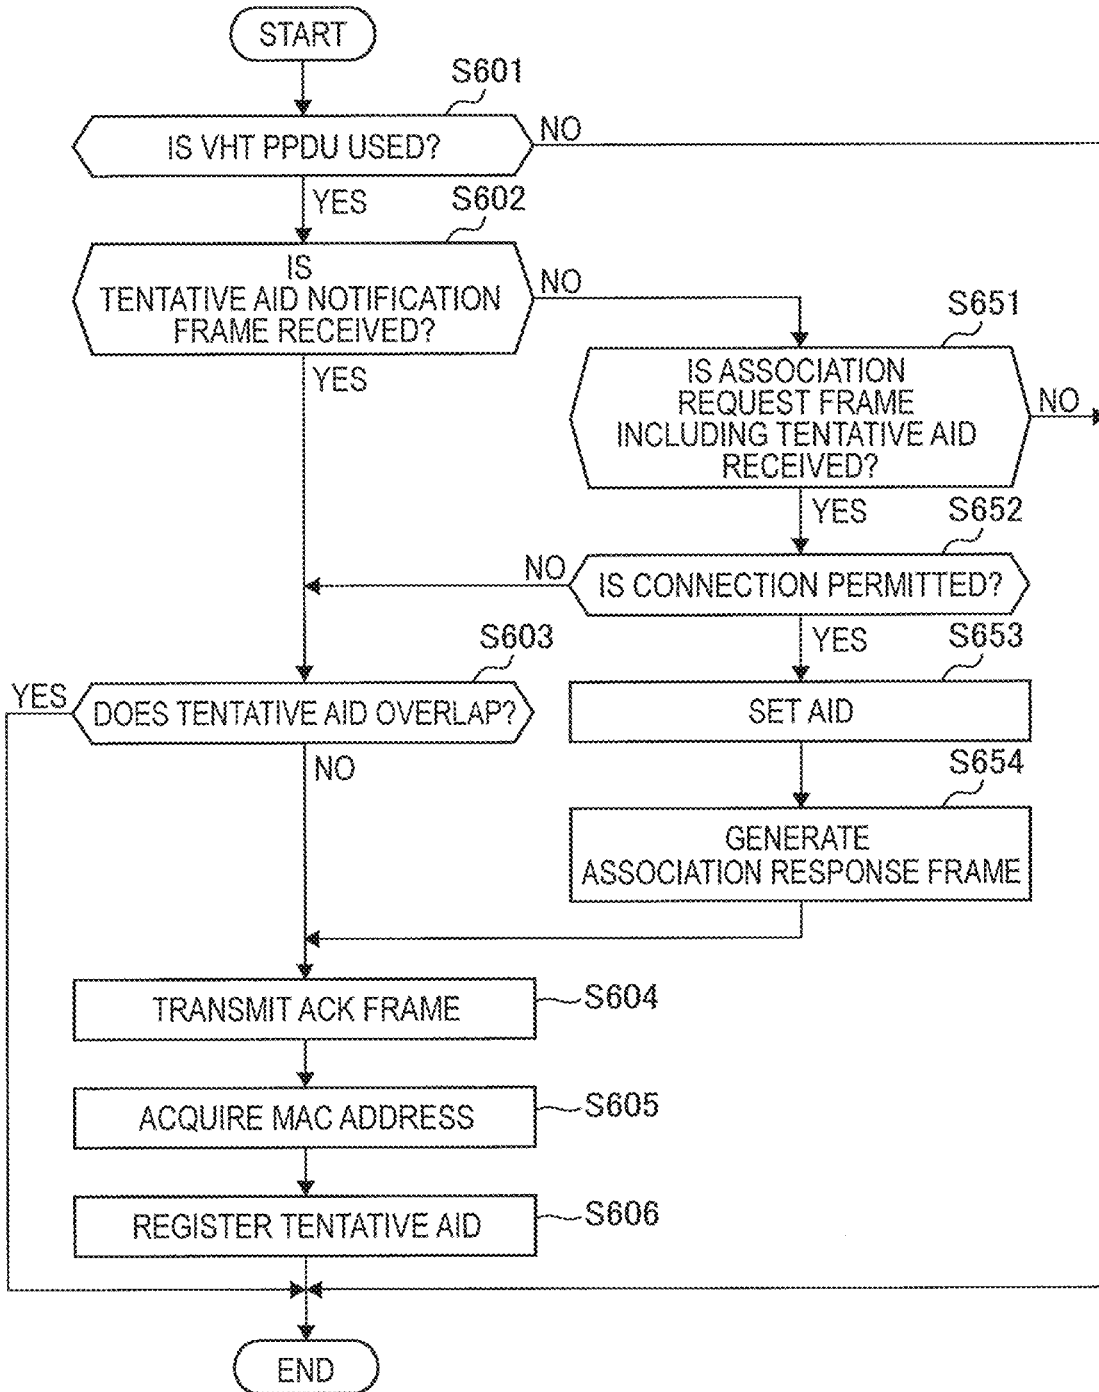 START
S601
IS VHT PPDU USED?
NO
YES
S602
IS
TENTATIVE AID NOTIFICATION
FRAME RECEIVED?
NO
YES
S651
IS ASSOCIATION
REQUEST FRAME
INCLUDING TENTATIVE AID
RECEIVED?
NO
YES
S652
IS CONNECTION PERMITTED?
NO
YES
S603
DOES TENTATIVE AID OVERLAP?
YES
NO
S653
SET AID
S654
GENERATE
ASSOCIATION RESPONSE FRAME
TRANSMIT ACK FRAME
S604
ACQUIRE MAC ADDRESS
S605
REGISTER TENTATIVE AID
S606
END